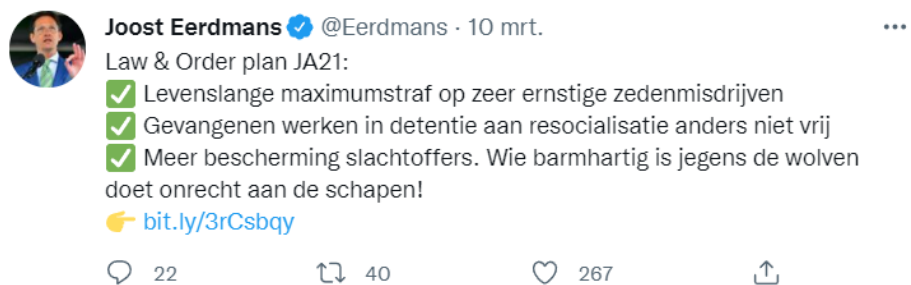 Joost Eerdmans @Eerdmans · 10 mrt.
Law & Order plan JA21:
✅ Levenslange maximumstraf op zeer ernstige zedenmisdrijven
✅ Gevangenen werken in detentie aan resocialisatie anders niet vrij
✅ Meer bescherming slachtoffers. Wie barmhartig is jegens de wolven
doet onrecht aan de schapen!
👉 bit.ly/3rCsbqy
22 40 267